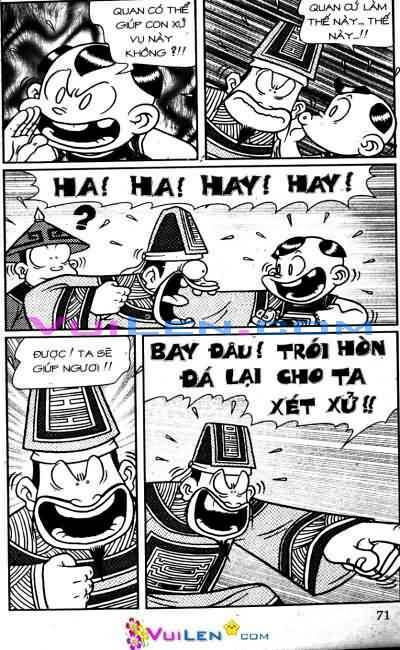 QUAN CÓ THỂ
GIÚP CON XỬ
VỤ NÀY
KHÔNG ?!!
QUAN CỨ LÀM
THẾ NÀY... THẾ
NÀY...!!
HA! HA! HAY! HAY!
?
VUILEN.COM
ĐƯỢC! TA SẼ
GIÚP NGƯƠI!!
BAY ĐÂU! TRÓI HÒN
ĐÁ LẠI CHO TA
XÉT XỬ!!
71
VUILEN.COM